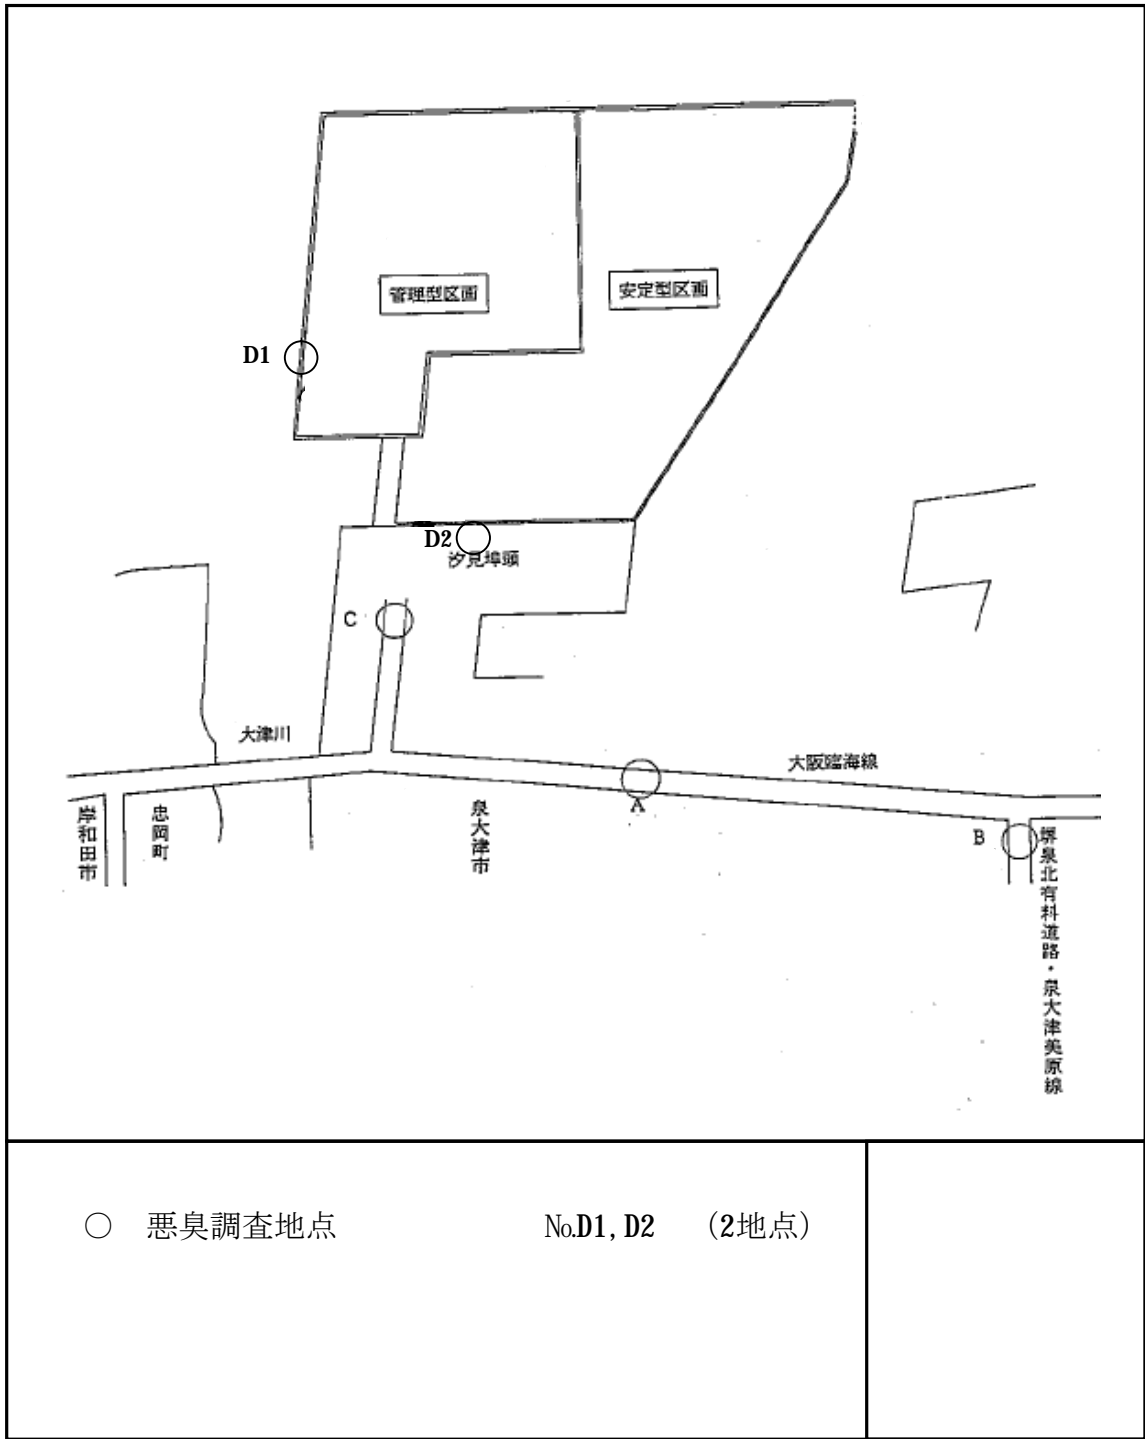 管理型区画
安定型区画
D1
D2
汐見埠頭
C
大津川
大阪臨海線
A
B
岸和田市
忠岡町
泉大津市
堺泉北有料道路・泉大津美原線
○ 悪臭調査地点 №D1, D2 (2地点)